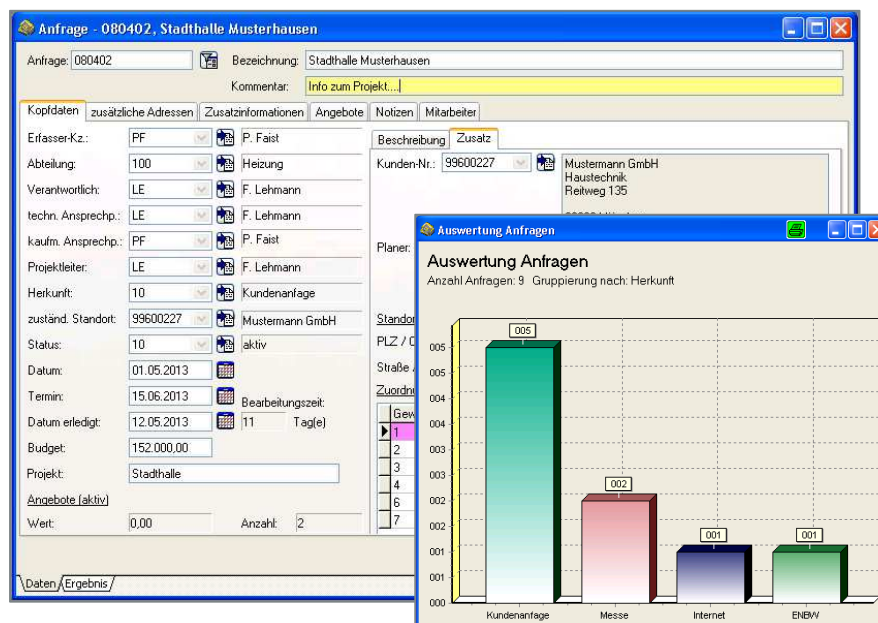 Anfrage - 080402, Stadthalle Musterhausen
Anfrage: 080402 Bezeichnung: Stadthalle Musterhausen
Kommentar: Info zum Projekt....
Kopfdaten zusätzliche Adressen Zusatzinformationen Angebote Notizen Mitarbeiter
Erfasser-Kz.: PF P. Faist
Abteilung: 100 Heizung
Verantwortlich: LE F. Lehmann
techn. Ansprechp.: LE F. Lehmann
kaufm. Ansprechp.: PF P. Faist
Projektleiter: LE F. Lehmann
Herkunft: 10 Kundenanfage
zuständ. Standort: 99600227 Mustermann GmbH
Status: 10 aktiv
Datum: 01.05.2013
Termin: 15.06.2013 Bearbeitungszeit:
Datum erledigt: 12.05.2013 11 Tag(e)
Budget: 152.000,00
Projekt: Stadthalle
Angebote (aktiv)
Wert: 0,00 Anzahl: 2
Daten Ergebnis
Beschreibung Zusatz
Kunden-Nr.: 99600227 Mustermann GmbH
Haustechnik
Reitweg 135
Planer:
PLZ /
Straße
1
2
3
4
6
7
Auswertung Anfragen
Auswertung Anfragen
Anzahl Anfragen: 9 Gruppierung nach: Herkunft
005
005
005
004
004
003
003
002
002
002
001
001
001
001
000
Kundenanfage Messe Internet ENBW